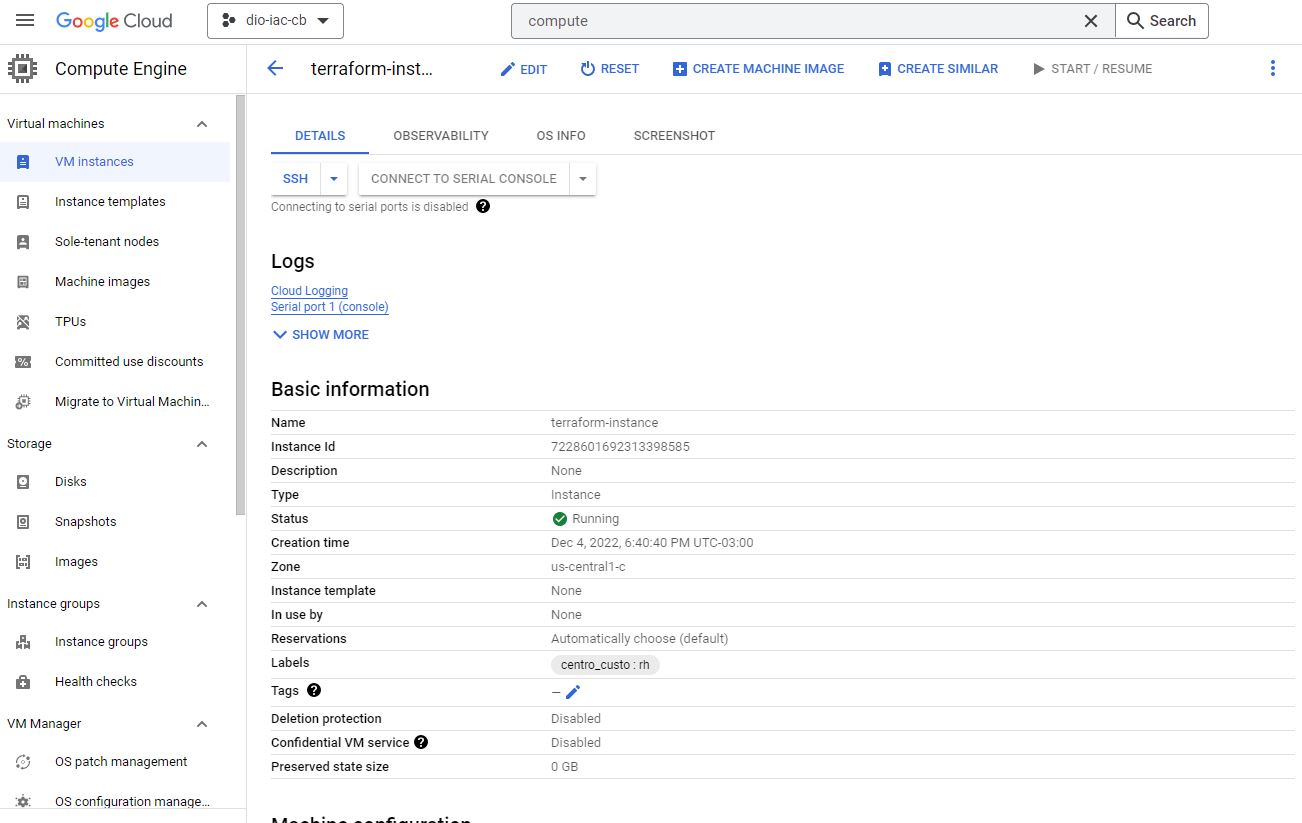 Google Cloud
dio-iac-cb
compute
Search
Compute Engine
terraform-inst...
EDIT
RESET
CREATE MACHINE IMAGE
CREATE SIMILAR
START / RESUME
Virtual machines
VM instances
Instance templates
Sole-tenant nodes
Machine images
TPUs
Committed use discounts
Migrate to Virtual Machin...
Storage
Disks
Snapshots
Images
Instance groups
Instance groups
Health checks
VM Manager
OS patch management
OS configuration manage...
DETAILS
OBSERVABILITY
OS INFO
SCREENSHOT
SSH
CONNECT TO SERIAL CONSOLE
Connecting to serial ports is disabled
Logs
Cloud Logging
Serial port 1 (console)
SHOW MORE
Basic information
Name terraform-instance
Instance Id 7228601692313398585
Description None
Type Instance
Status Running
Creation time Dec 4, 2022, 6:40:40 PM UTC-03:00
Zone us-central1-c
Instance template None
In use by None
Reservations Automatically choose (default)
Labels centro_custo : rh
Tags —
Deletion protection Disabled
Confidential VM service Disabled
Preserved state size 0 GB
Machine configuration